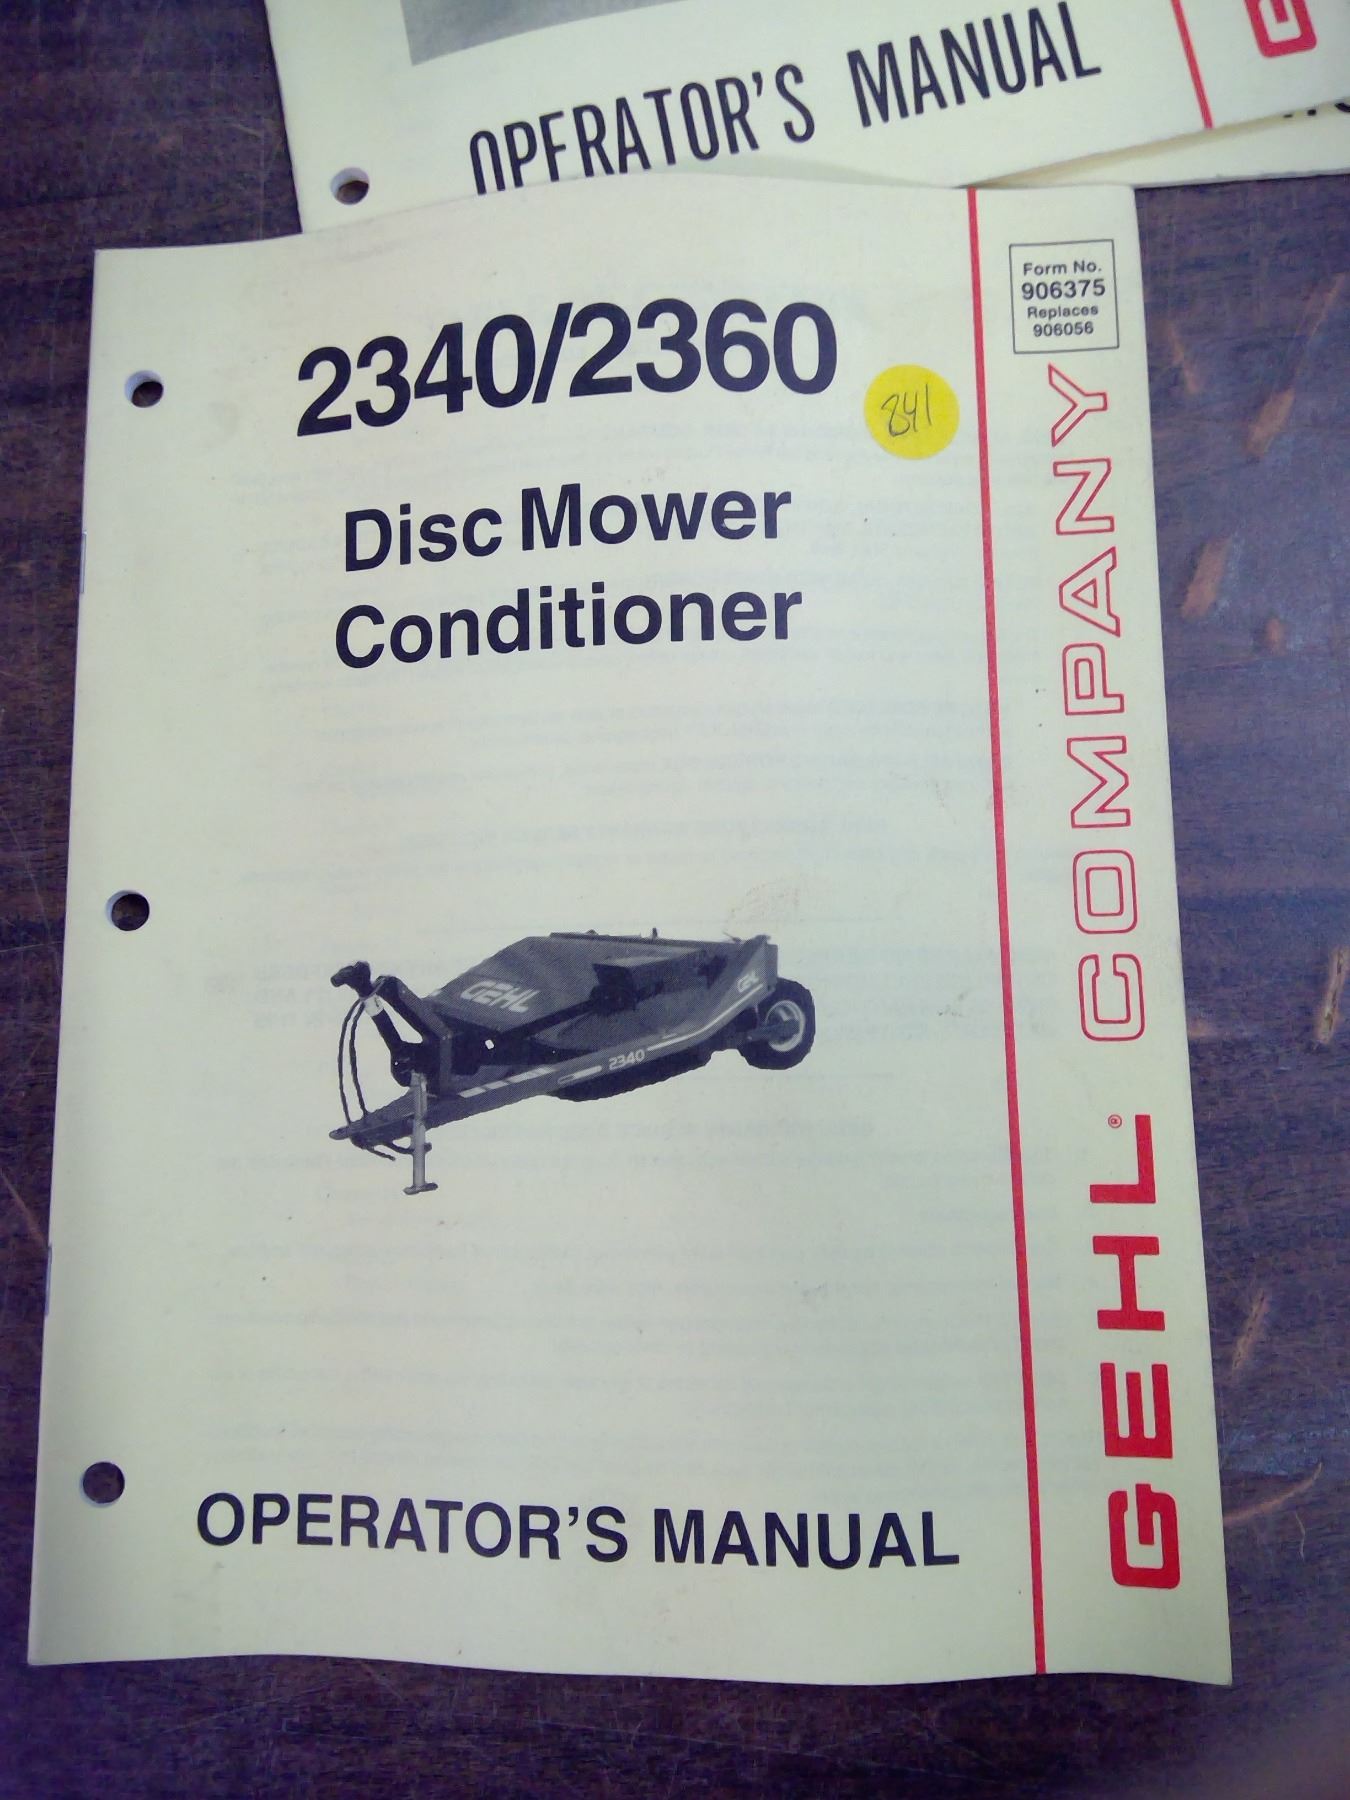 OPERATOR'S MANUAL
G
Form No.
906375
Replaces
906056
2340/2360
841
Disc Mower
Conditioner
GEHL
GEHL
2340
OPERATOR'S MANUAL
GEHL® COMPANY